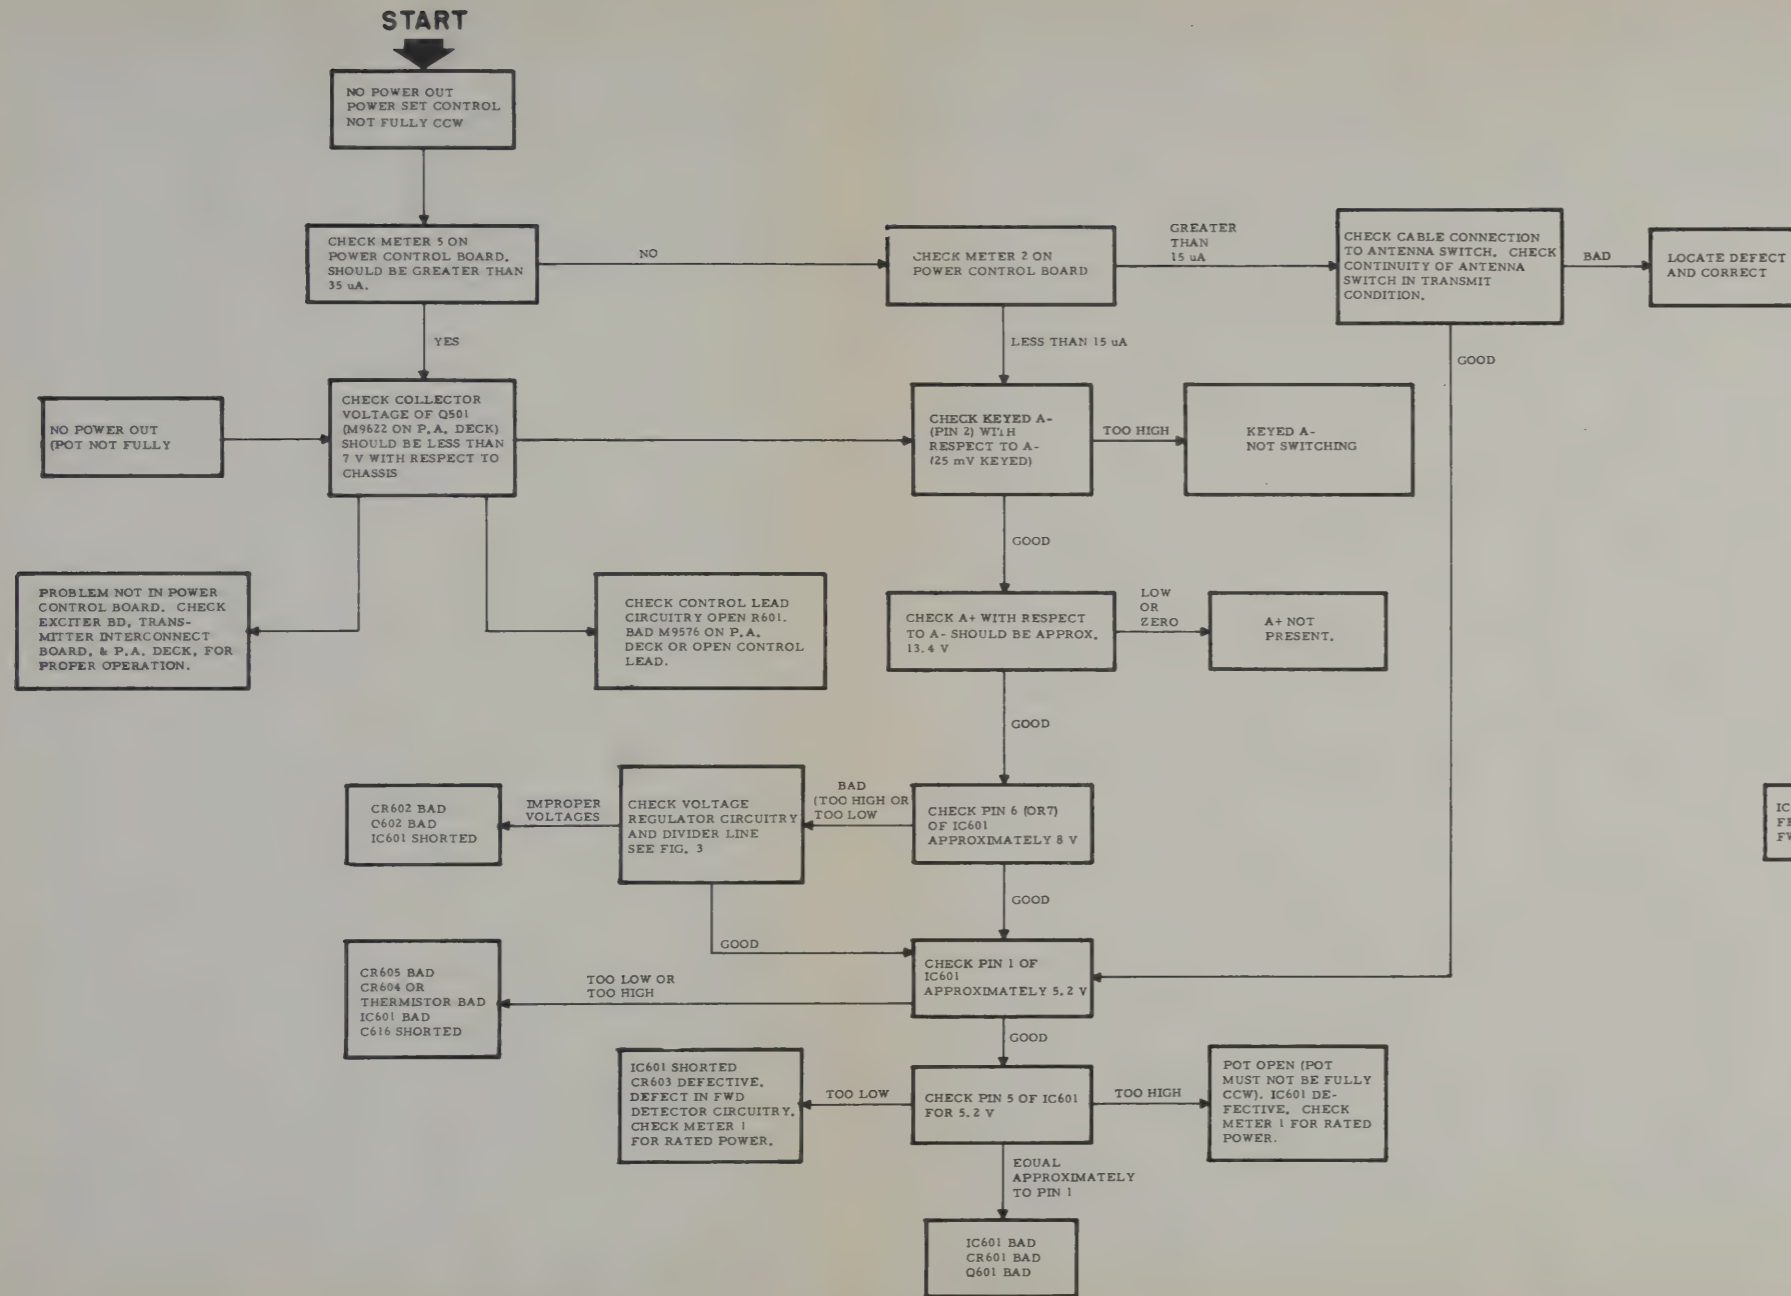 START
NO POWER OUT
POWER SET CONTROL
NOT FULLY CCW
CHECK METER 5 ON
POWER CONTROL BOARD.
SHOULD BE GREATER THAN
35 uA.
NO
CHECK METER 2 ON
POWER CONTROL BOARD
GREATER
THAN
15 uA
CHECK CABLE CONNECTION
TO ANTENNA SWITCH. CHECK
CONTINUITY OF ANTENNA
SWITCH IN TRANSMIT
CONDITION.
BAD
LOCATE DEFECT
AND CORRECT
YES
LESS THAN 15 uA
GOOD
NO POWER OUT
(POT NOT FULLY
CHECK COLLECTOR
VOLTAGE OF Q501
(M9622 ON P.A. DECK)
SHOULD BE LESS THAN
7 V WITH RESPECT TO
CHASSIS
CHECK KEYED A-
(PIN 2) WITH
RESPECT TO A-
(25 mV KEYED)
TOO HIGH
KEYED A-
NOT SWITCHING
GOOD
PROBLEM NOT IN POWER
CONTROL BOARD. CHECK
EXCITER BD, TRANS-
MITTER INTERCONNECT
BOARD, & P.A. DECK, FOR
PROPER OPERATION.
CHECK CONTROL LEAD
CIRCUITRY OPEN R601.
BAD M9576 ON P.A.
DECK OR OPEN CONTROL
LEAD.
CHECK A+ WITH RESPECT
TO A- SHOULD BE APPROX.
13.4 V
LOW
OR
ZERO
A+ NOT
PRESENT.
GOOD
CR602 BAD
Q602 BAD
IC601 SHORTED
IMPROPER
VOLTAGES
CHECK VOLTAGE
REGULATOR CIRCUITRY
AND DIVIDER LINE
SEE FIG. 3
BAD
(TOO HIGH OR
TOO LOW
CHECK PIN 6 (OR7)
OF IC601
APPROXIMATELY 8 V
IC
FW
GOOD
GOOD
CR605 BAD
CR604 OR
THERMISTOR BAD
IC601 BAD
C616 SHORTED
TOO LOW OR
TOO HIGH
CHECK PIN 1 OF
IC601
APPROXIMATELY 5.2 V
GOOD
IC601 SHORTED
CR603 DEFECTIVE.
DEFECT IN FWD
DETECTOR CIRCUITRY.
CHECK METER 1
FOR RATED POWER.
TOO LOW
CHECK PIN 5 OF IC601
FOR 5.2 V
TOO HIGH
POT OPEN (POT
MUST NOT BE FULLY
CCW). IC601 DE-
FECTIVE. CHECK
METER 1 FOR RATED
POWER.
EQUAL
APPROXIMATELY
TO PIN 1
IC601 BAD
CR601 BAD
Q601 BAD